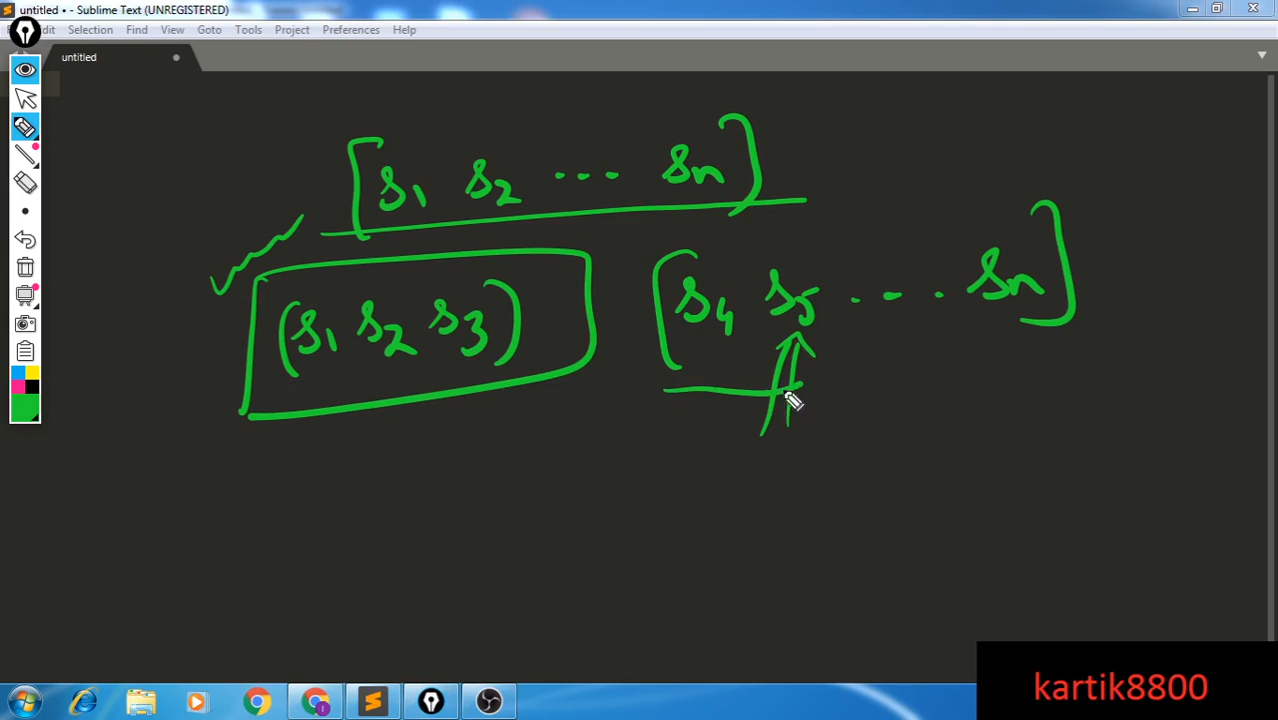 untitled • - Sublime Text (UNREGISTERED)
Selection Find View Goto Tools Project Preferences Help
untitled
[s1 s2 ... sn]
(s1 s2 s3) [s4 s5 ... sn]
kartik8800